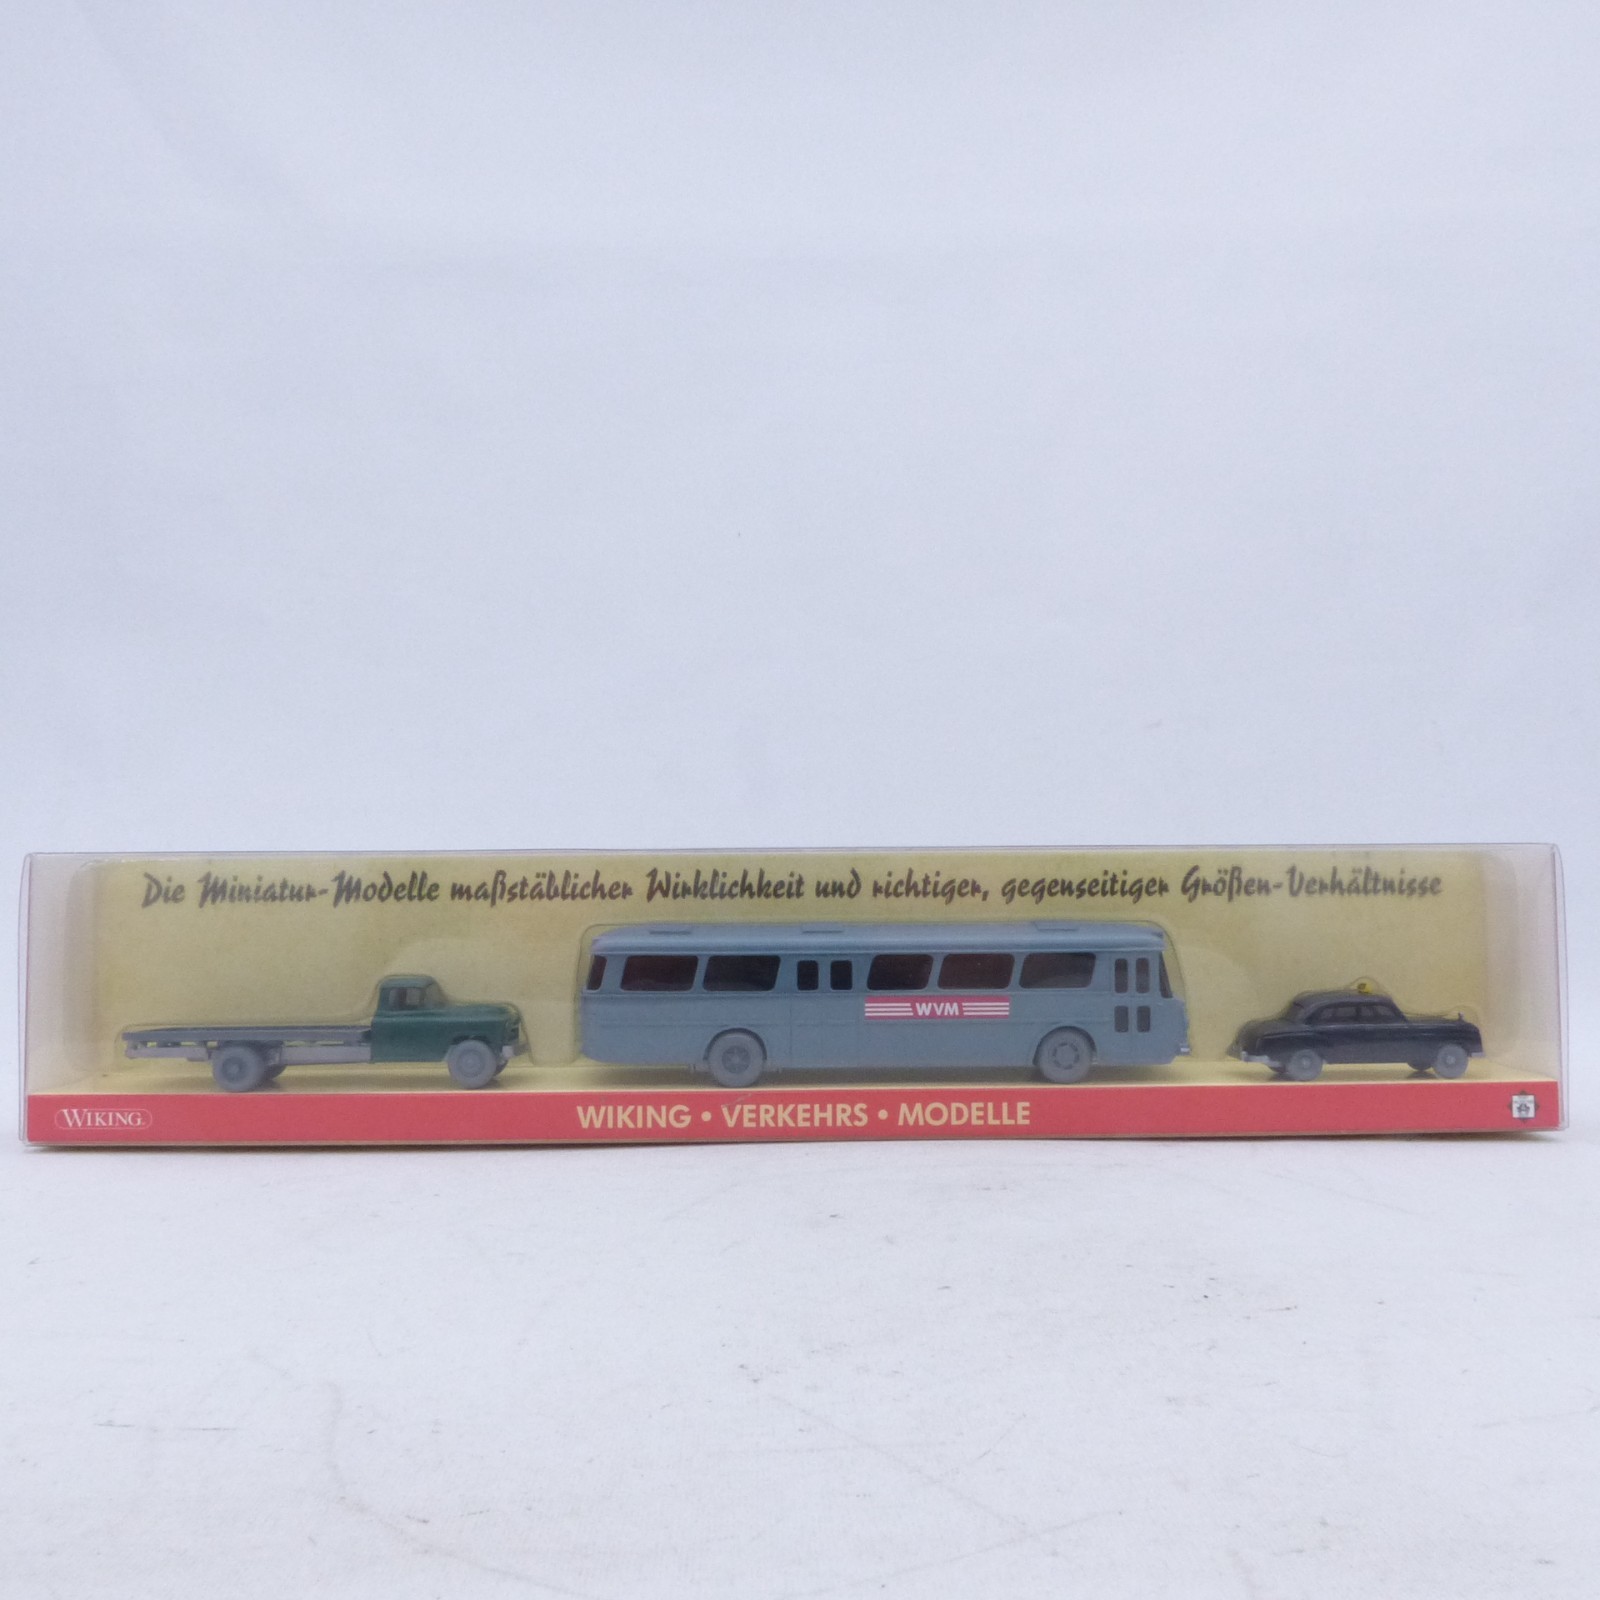 Die Miniatur-Modelle maßstäblicher Wirklichkeit und richtiger, gegenseitiger Größen-Verhältnisse
WVM
WIKING
WIKING • VERKEHRS • MODELLE